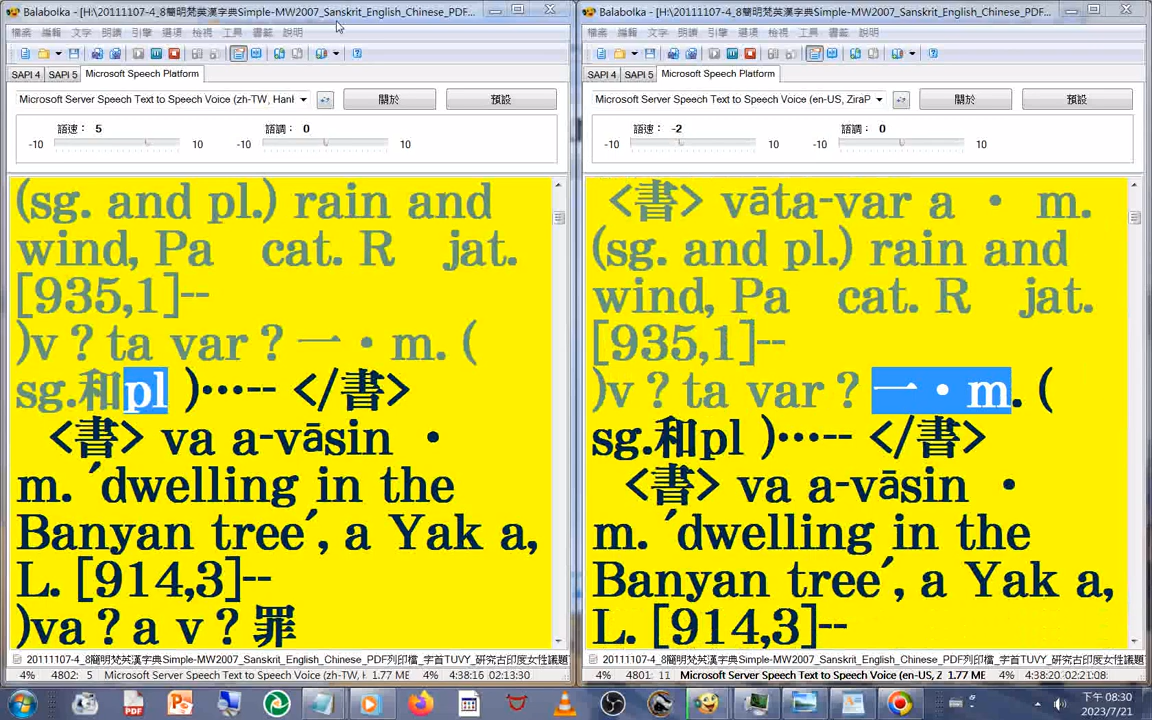 Balabolka - [H:\20111107-4_8簡明梵英漢字典Simple-MW2007_Sanskrit_English_Chinese_PDF...
檔案 編輯 文字 朗讀 引擎 選項 檢視 工具 書籤 說明
SAPI 4 SAPI 5 Microsoft Speech Platform
Microsoft Server Speech Text to Speech Voice (zh-TW, Hanl
關於
預設
語速: 5 語調: 0
-10 10 -10 10
(sg. and pl.) rain and
wind, Pa cat. R jat.
[935,1]--
)v？ta var？一・m. (
sg.和pl )…-- </書>
<書> va a-vāsin ・
m. ´dwelling in the
Banyan tree´, a Yak a,
L. [914,3]--
)va？a v？罪
20111107-4_8簡明梵英漢字典Simple-MW2007_Sanskrit_English_Chinese_PDF列印檔_字首TUVY_研究古印度女性議題
4% 4802: 5 Microsoft Server Speech Text to Speech Voice (zh-TW, H 1.77 ME 4% 4:38:16 02:13:30
Balabolka - [H:\20111107-4_8簡明梵英漢字典Simple-MW2007_Sanskrit_English_Chinese_PDF...
檔案 編輯 文字 朗讀 引擎 選項 檢視 工具 書籤 說明
SAPI 4 SAPI 5 Microsoft Speech Platform
Microsoft Server Speech Text to Speech Voice (en-US, ZiraP
關於
預設
語速: -2 語調: 0
-10 10 -10 10
<書> vāta-var a ・ m.
(sg. and pl.) rain and
wind, Pa cat. R jat.
[935,1]--
)v？ta var？一・m. (
sg.和pl )…-- </書>
<書> va a-vāsin ・
m. ´dwelling in the
Banyan tree´, a Yak a,
L. [914,3]--
20111107-4_8簡明梵英漢字典Simple-MW2007_Sanskrit_English_Chinese_PDF列印檔_字首TUVY_研究古印度女性議題
4% 4801: 11 Microsoft Server Speech Text to Speech Voice (en-US, Z 1.77 ME 4% 4:38:20 02:21:08
下午 08:30
2023/7/21